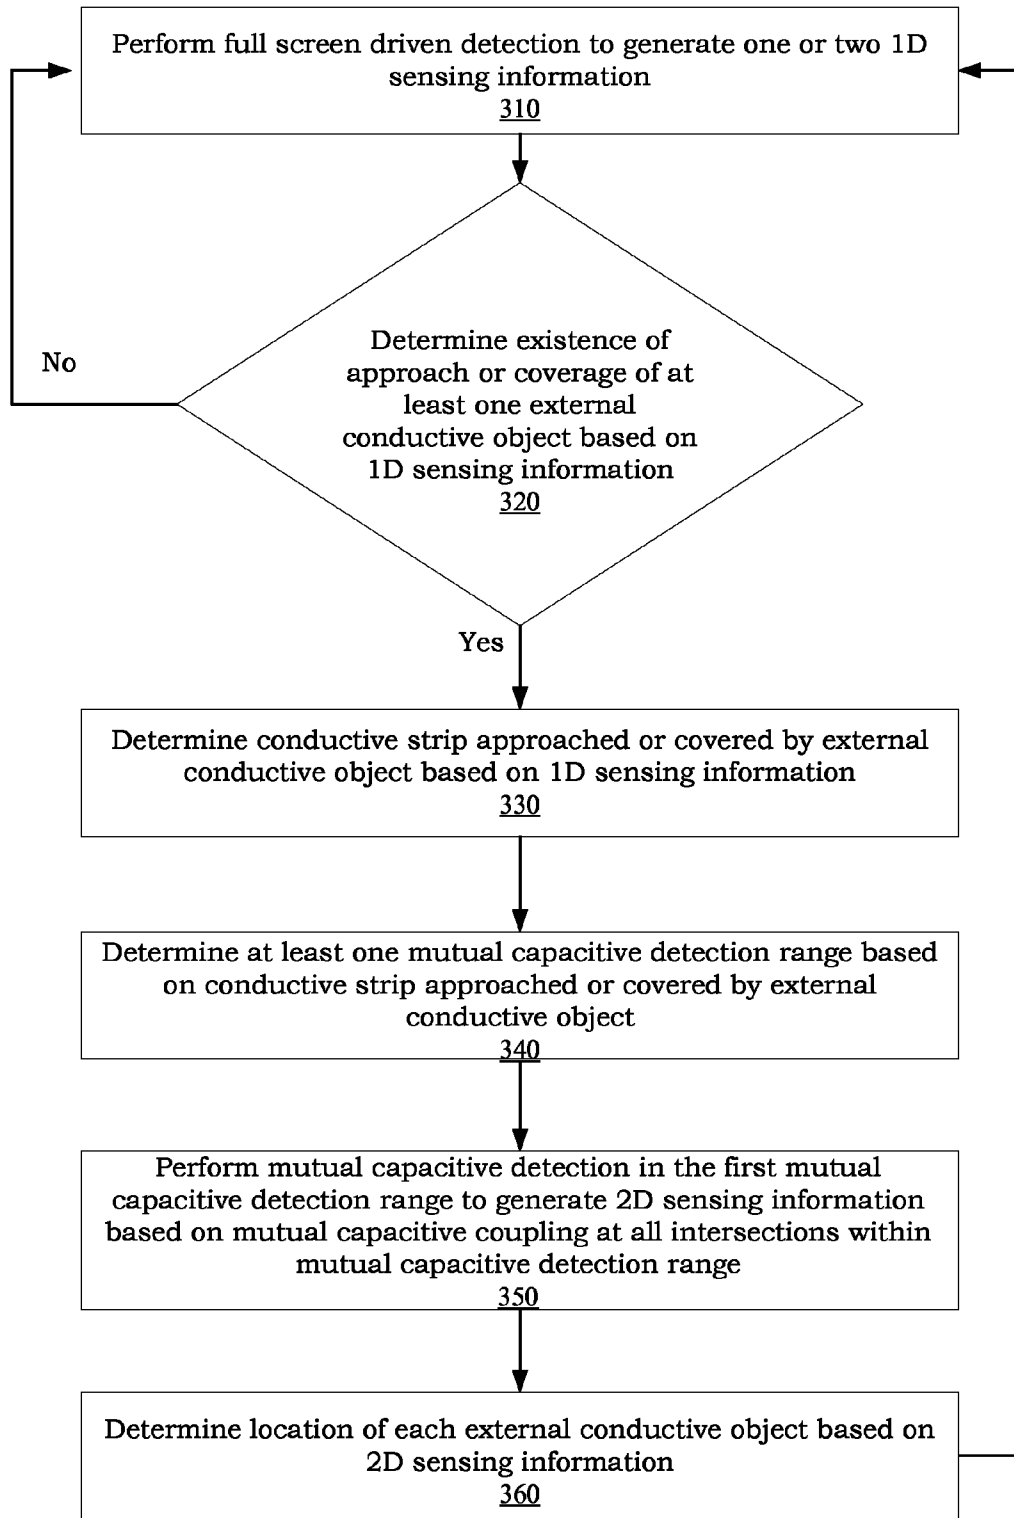 Perform full screen driven detection to generate one or two 1D
sensing information
310
Determine existence of
approach or coverage of at
least one external
conductive object based on
1D sensing information
320
No
Yes
Determine conductive strip approached or covered by external
conductive object based on 1D sensing information
330
Determine at least one mutual capacitive detection range based
on conductive strip approached or covered by external
conductive object
340
Perform mutual capacitive detection in the first mutual
capacitive detection range to generate 2D sensing information
based on mutual capacitive coupling at all intersections within
mutual capacitive detection range
350
Determine location of each external conductive object based on
2D sensing information
360